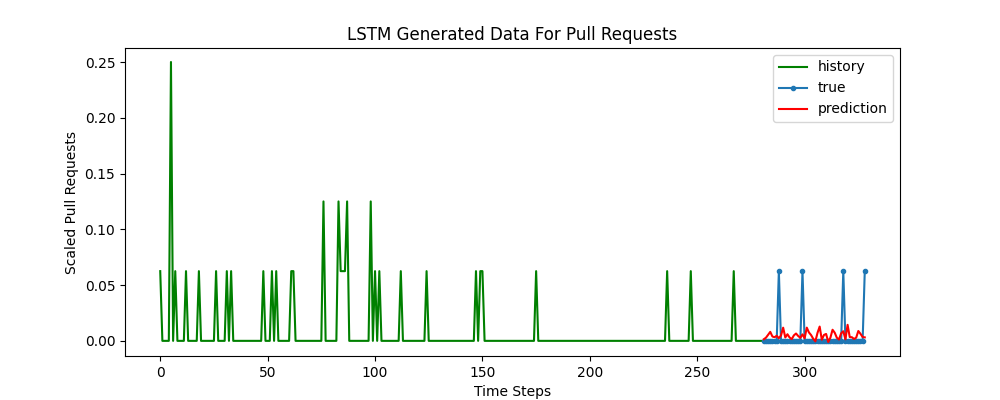 LSTM Generated Data For Pull Requests
history
true
prediction
Scaled Pull Requests
0.25
0.20
0.15
0.10
0.05
0.00
0 50 100 150 200 250 300
Time Steps